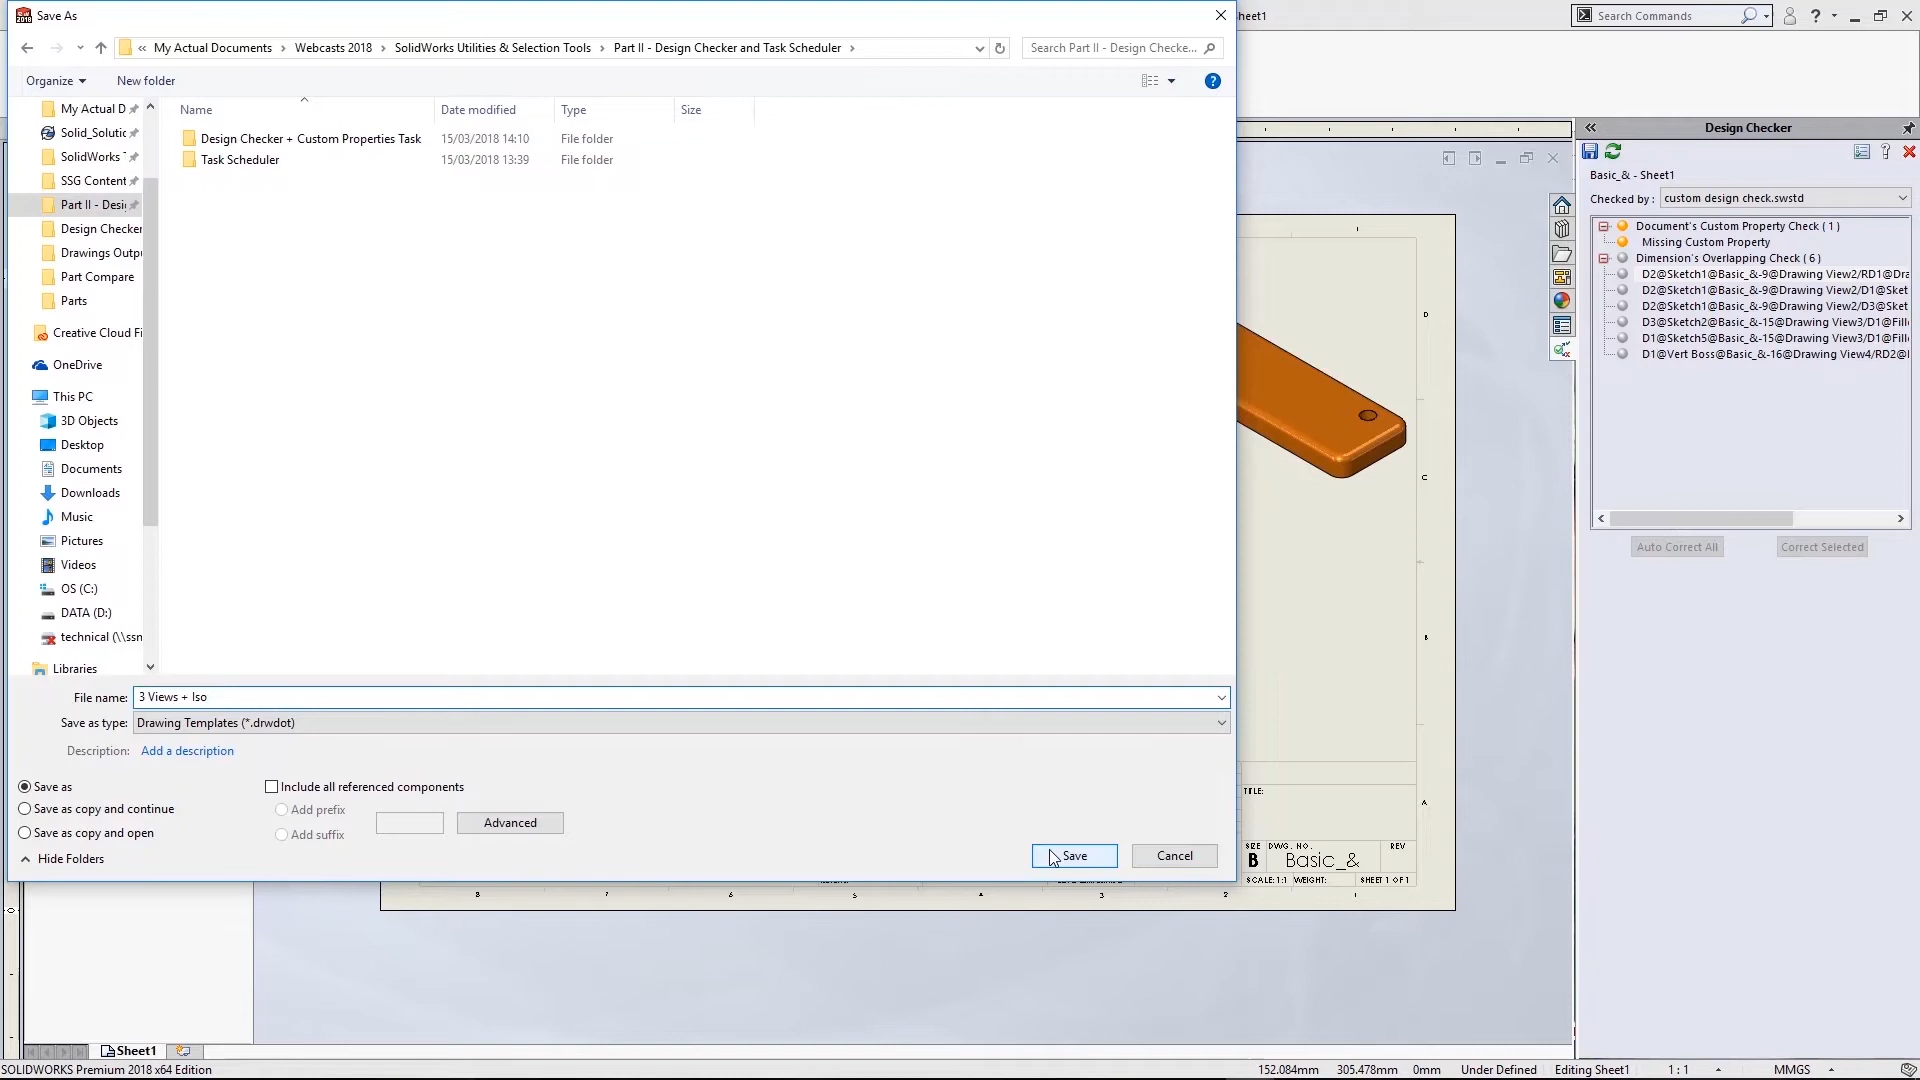 Save As
Sheet1
Search Commands
« My Actual Documents > Webcasts 2018 > SolidWorks Utilities & Selection Tools > Part II - Design Checker and Task Scheduler >
Search Part II - Design Checke...
Organize
New folder
Name
Date modified
Type
Size
Design Checker + Custom Properties Task
15/03/2018 14:10
File folder
Task Scheduler
15/03/2018 13:39
File folder
My Actual D
Solid_Solutic
SolidWorks
SSG Content
Part II - Desi
Design Checker
Drawings Outpu
Part Compare
Parts
Creative Cloud Fi
OneDrive
This PC
3D Objects
Desktop
Documents
Downloads
Music
Pictures
Videos
OS (C:)
DATA (D:)
technical (\\ssn
Libraries
File name: 3 Views + Iso
Save as type: Drawing Templates (*.drwdot)
Description: Add a description
Save as
Save as copy and continue
Save as copy and open
Include all referenced components
Add prefix
Add suffix
Advanced
Hide Folders
Save
Cancel
Design Checker
Basic_& - Sheet1
Checked by : custom design check.swstd
Document's Custom Property Check ( 1 )
Missing Custom Property
Dimension's Overlapping Check ( 6 )
D2@Sketch1@Basic_&-9@Drawing View2/RD1@Dra
D2@Sketch1@Basic_&-9@Drawing View2/D1@Sket
D2@Sketch1@Basic_&-9@Drawing View2/D3@Sket
D3@Sketch2@Basic_&-15@Drawing View3/D1@Fill
D1@Sketch5@Basic_&-15@Drawing View3/D1@Fill
D1@Vert Boss@Basic_&-16@Drawing View4/RD2@
Auto Correct All
Correct Selected
D
C
B
A
TITLE:
SIZE
DWG. NO.
REV
B
Basic_&
SCALE: 1:1
WEIGHT:
SHEET 1 OF 1
8
7
6
5
4
3
2
1
Sheet1
SOLIDWORKS Premium 2018 x64 Edition
152.084mm
305.478mm
0mm
Under Defined
Editing Sheet1
1 : 1
MMGS